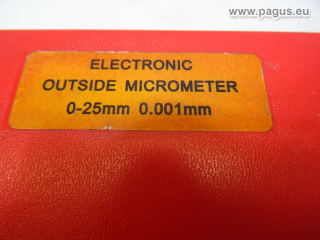 www.pagus.eu
ELECTRONIC
OUTSIDE MICROMETER
0-25mm 0.001mm